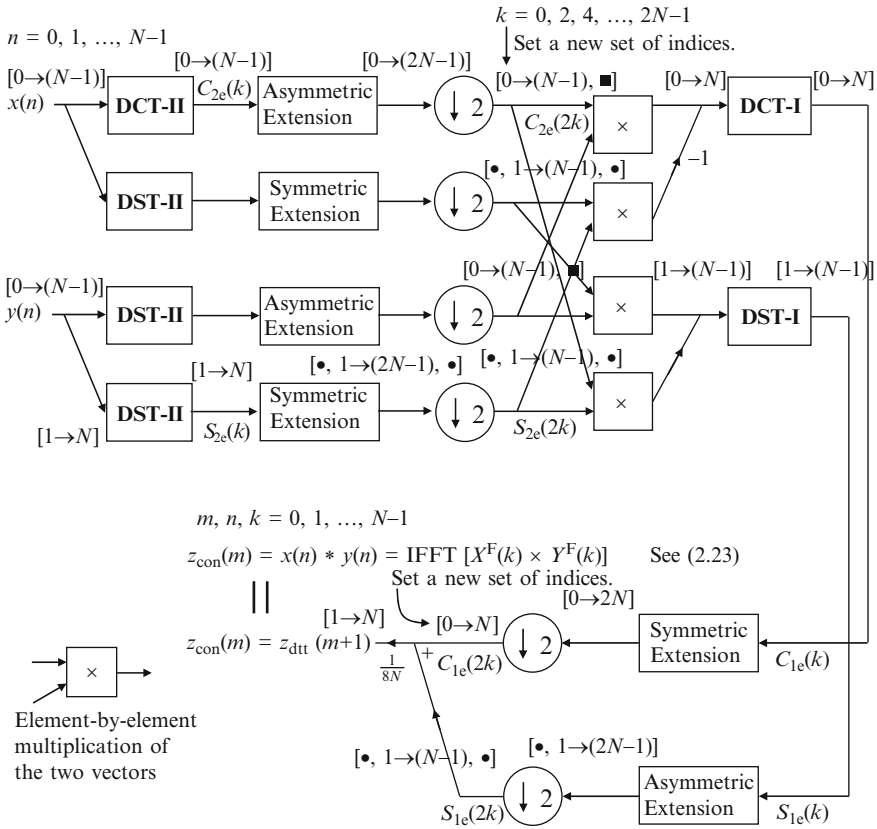 k = 0, 2, 4, …, 2N−1
n = 0, 1, …, N−1
Set a new set of indices.
[0→(N−1)]
[0→(2N−1)]
[0→(N−1)]
[0→(N−1), ■]
[0→N]
[0→N]
x(n)
DCT-II
C₂ₑ(k)
Asymmetric
Extension
↓ 2
C₂ₑ(2k)
×
DCT-I
−1
[•, 1→(N−1), •]
DST-II
Symmetric
Extension
↓ 2
×
[0→(N−1)]
[0→(N−1), ■]
[1→(N−1)]
[1→(N−1)]
y(n)
DST-II
Asymmetric
Extension
↓ 2
×
DST-I
[1→N]
[•, 1→(2N−1), •]
[•, 1→(N−1), •]
DST-II
Symmetric
Extension
↓ 2
×
[1→N]
S₂ₑ(k)
S₂ₑ(2k)
m, n, k = 0, 1, …, N−1
z_con(m) = x(n) * y(n) = IFFT [X^F(k) × Y^F(k)] See (2.23)
Set a new set of indices.
||
[1→N]
[0→N]
[0→2N]
z_con(m) = z_dtt (m+1)
1/8N
+
C₁ₑ(2k)
↓ 2
Symmetric
Extension
C₁ₑ(k)
×
Element-by-element
multiplication of
the two vectors
[•, 1→(N−1), •]
[•, 1→(2N−1)]
S₁ₑ(2k)
↓ 2
Asymmetric
Extension
S₁ₑ(k)